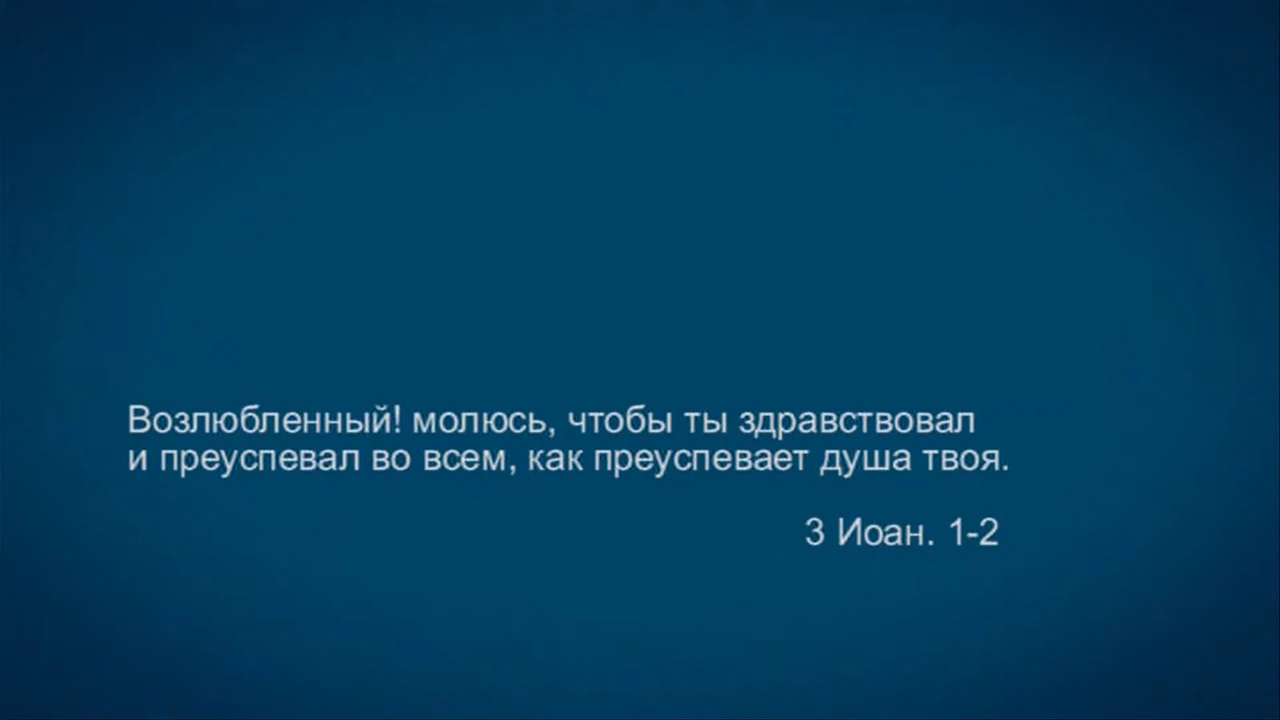 Возлюбленный! молюсь, чтобы ты здравствовал
и преуспевал во всем, как преуспевает душа твоя.
3 Иоан. 1-2